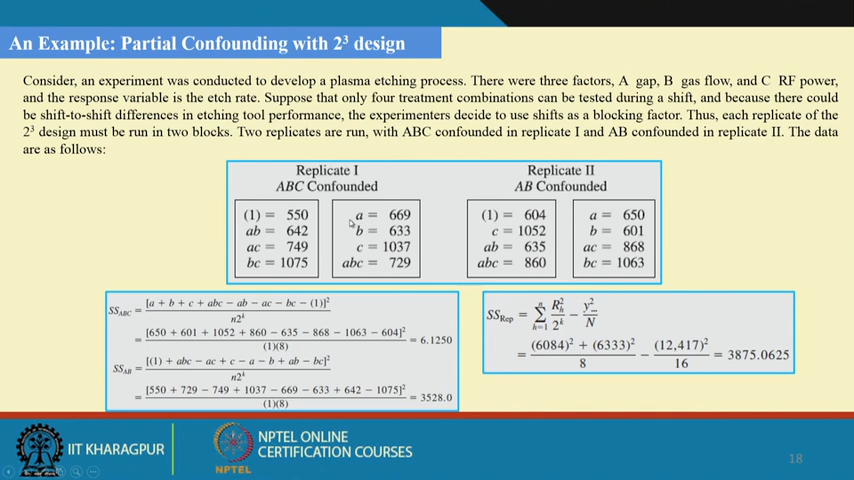 An Example: Partial Confounding with 2³ design
Consider, an experiment was conducted to develop a plasma etching process. There were three factors, A gap, B gas flow, and C RF power,
and the response variable is the etch rate. Suppose that only four treatment combinations can be tested during a shift, and because there could
be shift-to-shift differences in etching tool performance, the experimenters decide to use shifts as a blocking factor. Thus, each replicate of the
2³ design must be run in two blocks. Two replicates are run, with ABC confounded in replicate I and AB confounded in replicate II. The data
are as follows:
Replicate I
ABC Confounded
(1) = 550
ab = 642
ac = 749
bc = 1075
a = 669
b = 633
c = 1037
abc = 729
Replicate II
AB Confounded
(1) = 604
c = 1052
ab = 635
abc = 860
a = 650
b = 601
ac = 868
bc = 1063
SS_ABC = [a + b + c + abc − ab − ac − bc − (1)]² / n2ᵏ
= [650 + 601 + 1052 + 860 − 635 − 868 − 1063 − 604]² / (1)(8) = 6.1250
SS_AB = [(1) + abc − ac + c − a − b + ab − bc]² / n2ᵏ
= [550 + 729 − 749 + 1037 − 669 − 633 + 642 − 1075]² / (1)(8) = 3528.0
SS_Rep = Σ_{h=1}^{n} R²_h / 2ᵏ − y²... / N
= (6084)² + (6333)² / 8 − (12,417)² / 16 = 3875.0625
IIT KHARAGPUR
NPTEL
NPTEL ONLINE
CERTIFICATION COURSES
18